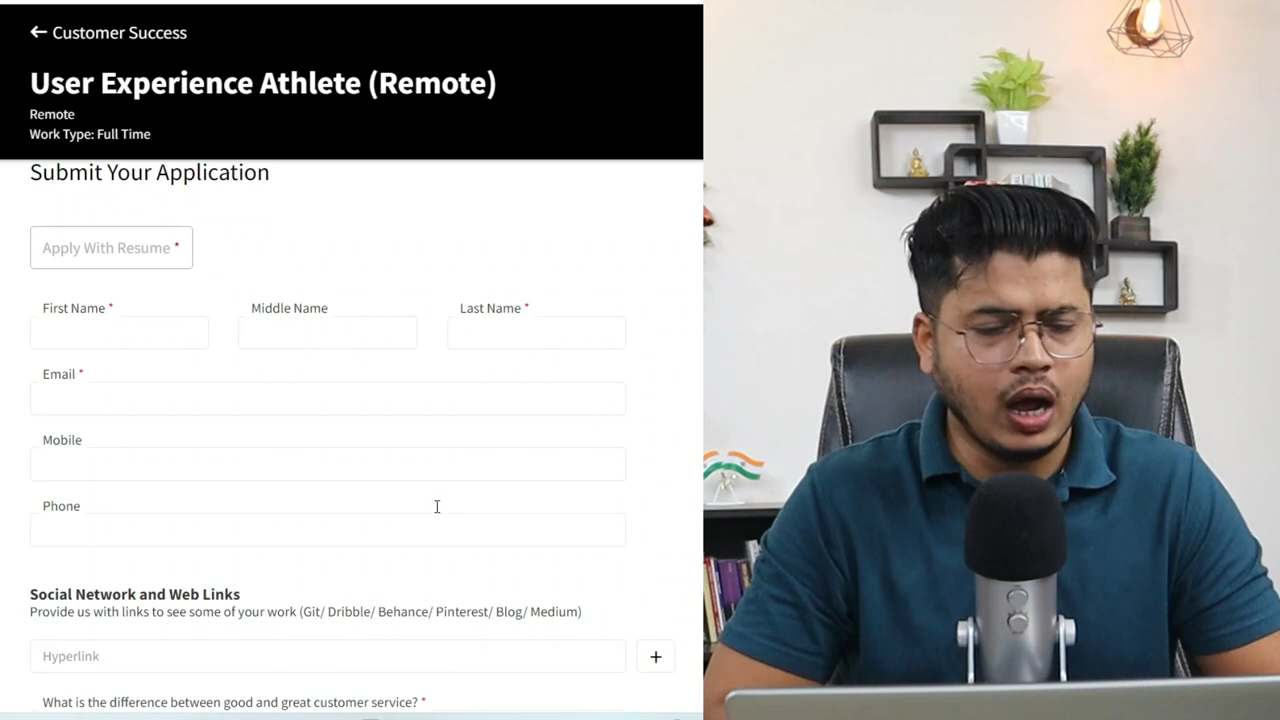 ← Customer Success
User Experience Athlete (Remote)
Remote
Work Type: Full Time
Submit Your Application
Apply With Resume *
First Name * Middle Name Last Name *
Email *
Mobile
Phone
Social Network and Web Links
Provide us with links to see some of your work (Git/ Dribble/ Behance/ Pinterest/ Blog/ Medium)
Hyperlink +
What is the difference between good and great customer service? *